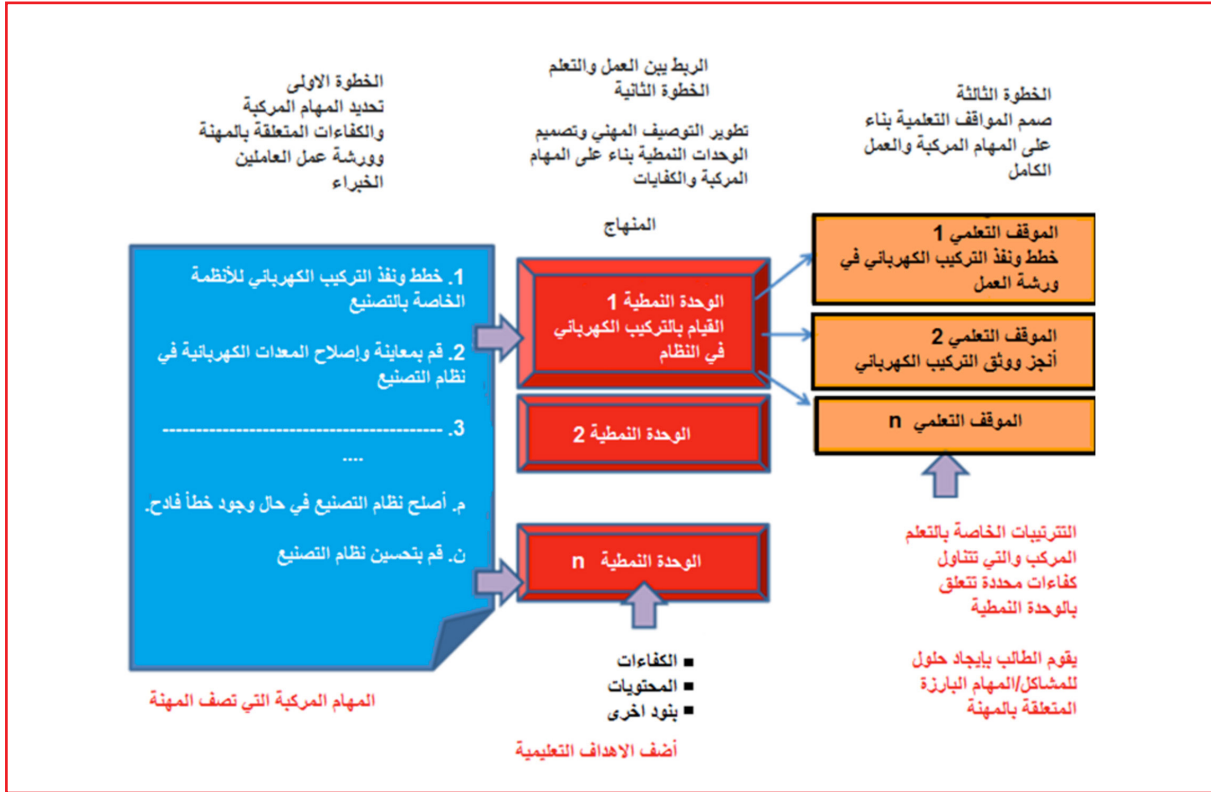 الخطوة الاولى
تحديد المهام المركبة
والكفاءات المتعلقة بالمهنة
وورشة عمل العاملين
الخبراء
الربط بين العمل والتعلم
الخطوة الثانية
تطوير التوصيف المهني وتصميم
الوحدات النمطية بناء على المهام
المركبة والكفايات
المنهاج
الخطوة الثالثة
صمم المواقف التعلمية بناء
على المهام المركبة والعمل
الكامل
1. خطط ونفذ التركيب الكهربائي للأنظمة
الخاصة بالتصنيع
2. قم بمعاينة وإصلاح المعدات الكهربائية في
نظام التصنيع
3. ------------------------------------------
....
م. أصلح نظام التصنيع في حال وجود خطأ فادح.
ن. قم بتحسين نظام التصنيع
المهام المركبة التي تصف المهنة
الوحدة النمطية 1
القيام بالتركيب الكهربائي
في النظام
الوحدة النمطية 2
الوحدة النمطية n
▪ الكفاءات
▪ المحتويات
▪ بنود اخرى
أضف الاهداف التعليمية
الموقف التعلمي 1
خطط ونفذ التركيب الكهربائي في
ورشة العمل
الموقف التعلمي 2
أنجز ووثق التركيب الكهربائي
الموقف التعلمي n
التترتيبات الخاصة بالتعلم
المركب والتي تتناول
كفاءات محددة تتعلق
بالوحدة النمطية
يقوم الطالب بإيجاد حلول
للمشاكل/المهام البارزة
المتعلقة بالمهنة